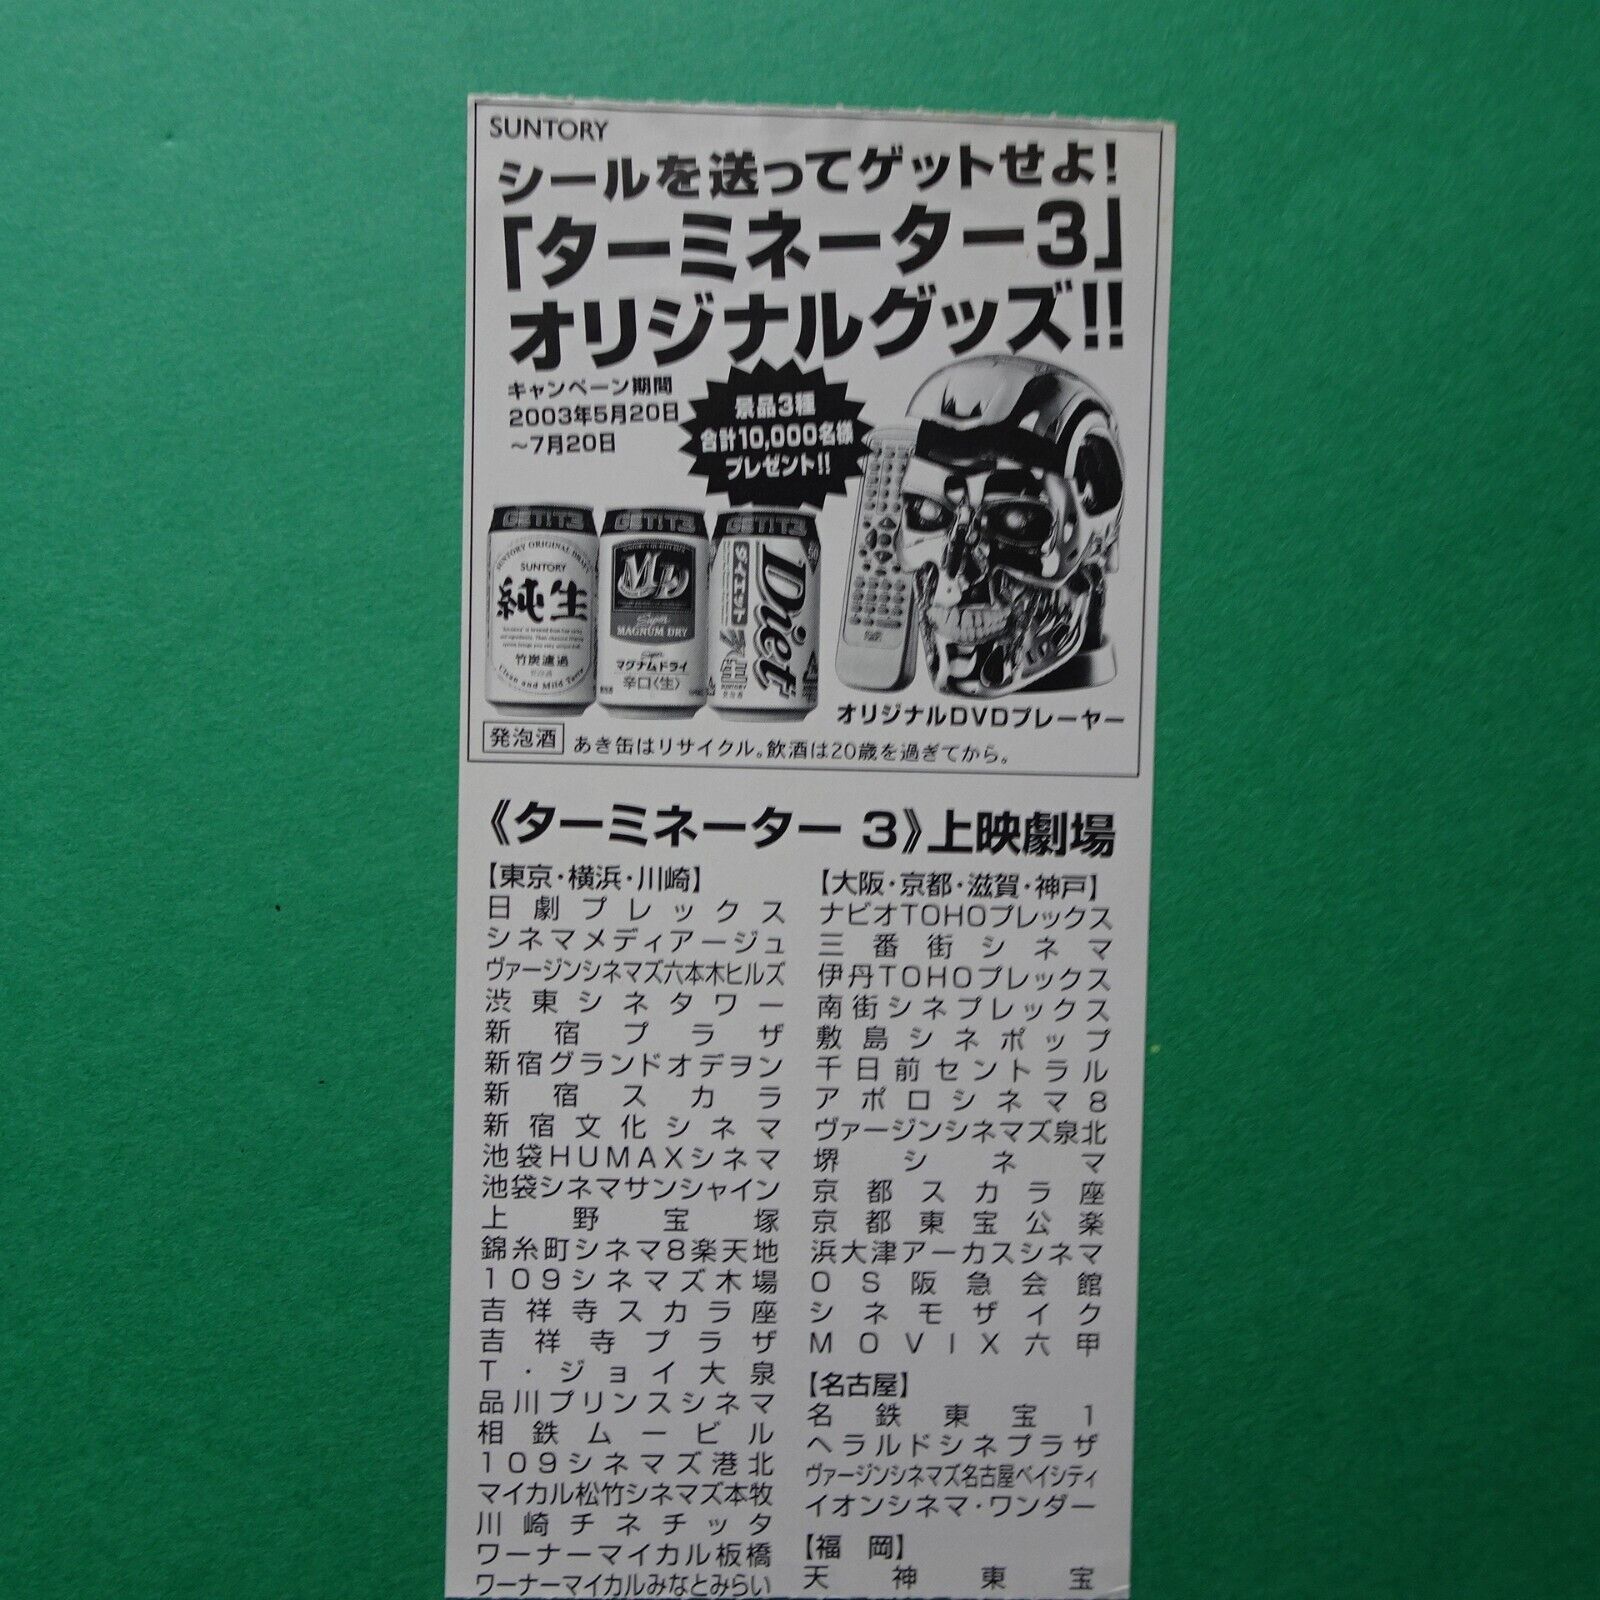 SUNTORY
シールを送ってゲットせよ!
「ターミネーター3」
オリジナルグッズ!!
キャンペーン期間
2003年5月20日
～7月20日
景品3種
合計10,000名様
プレゼント!!
GET!T3
SUNTORY ORIGINAL DRAFT
SUNTORY
純生
竹炭濾過
発泡酒
Clean and Mild Taste
GET!T3
Super
MAGNUM DRY
Super
マグナムドライ
辛口〈生〉
GET!T3
Diet
ダイエット
生
オリジナルDVDプレーヤー
発泡酒 あき缶はリサイクル。飲酒は20歳を過ぎてから。
《ターミネーター 3》上映劇場
【東京・横浜・川崎】
日劇プレックス
シネマメディアージュ
ヴァージンシネマズ六本木ヒルズ
渋東シネタワー
新宿プラザ
新宿グランドオデヲン
新宿スカラ
新宿文化シネマ
池袋HUMAXシネマ
池袋シネマサンシャイン
上野宝塚
錦糸町シネマ8楽天地
109シネマズ木場
吉祥寺スカラ座
吉祥寺プラザ
T・ジョイ大泉
品川プリンスシネマ
相鉄ムービル
109シネマズ港北
マイカル松竹シネマズ本牧
川崎チネチッタ
ワーナーマイカル板橋
ワーナーマイカルみなとみらい
【大阪・京都・滋賀・神戸】
ナビオTOHOプレックス
三番街シネマ
伊丹TOHOプレックス
南街シネプレックス
敷島シネポップ
千日前セントラル
アポロシネマ8
ヴァージンシネマズ泉北
堺シネマ
京都スカラ座
京都東宝公楽
浜大津アーカスシネマ
OS阪急会館
シネモザイク
MOVIX六甲
【名古屋】
名鉄東宝1
ヘラルドシネプラザ
ヴァージンシネマズ名古屋ベイシティ
イオンシネマ・ワンダー
【福岡】
天神東宝